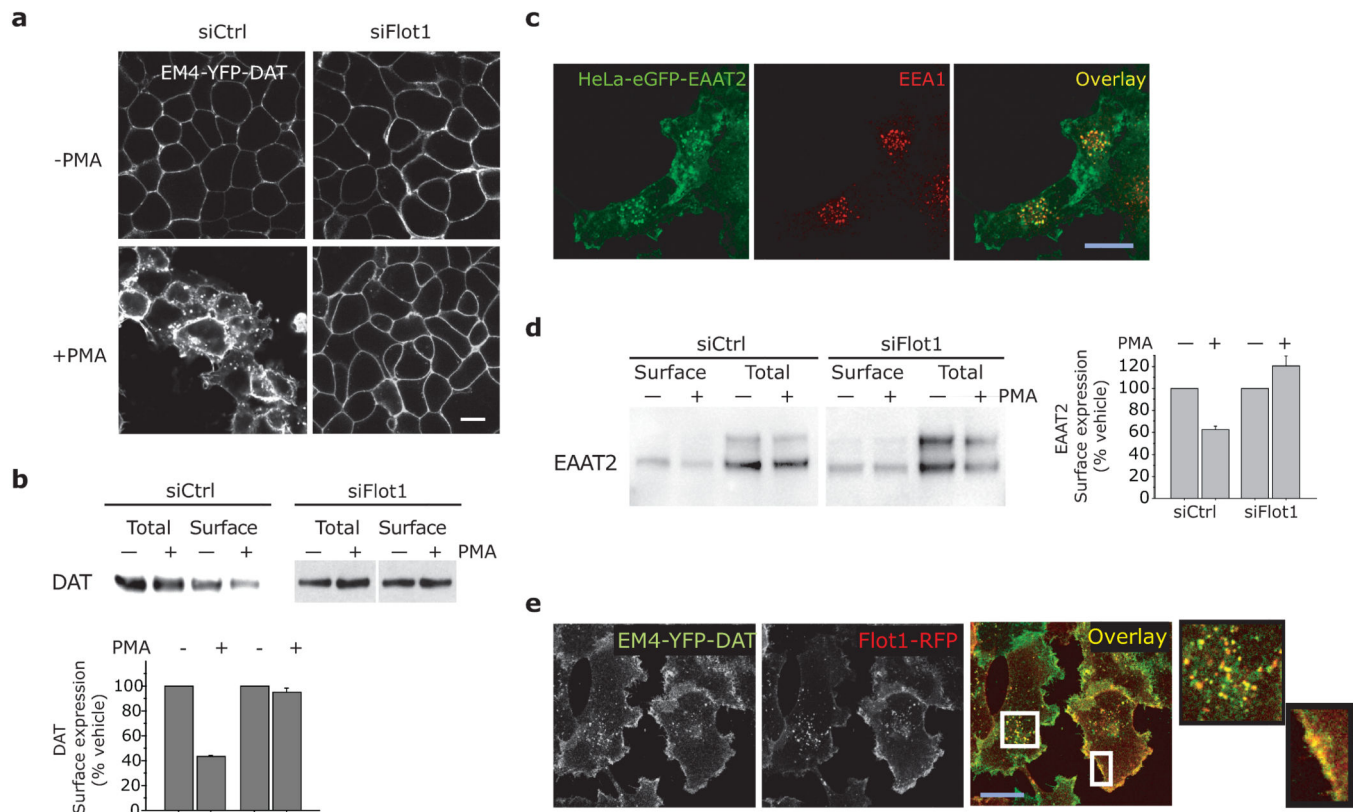 a
siCtrl siFlot1
EM4-YFP-DAT
-PMA
+PMA
b
siCtrl siFlot1
Total Surface Total Surface
— + — + — + — + PMA
DAT
PMA - + - +
DAT
Surface expression
(% vehicle)
100
80
60
40
20
0
c
HeLa-eGFP-EAAT2 EEA1 Overlay
d
siCtrl siFlot1
Surface Total Surface Total
— + — + — + — + PMA
EAAT2
PMA — + — +
EAAT2
Surface expression
(% vehicle)
120
100
80
60
40
20
0
siCtrl siFlot1
e
EM4-YFP-DAT Flot1-RFP Overlay